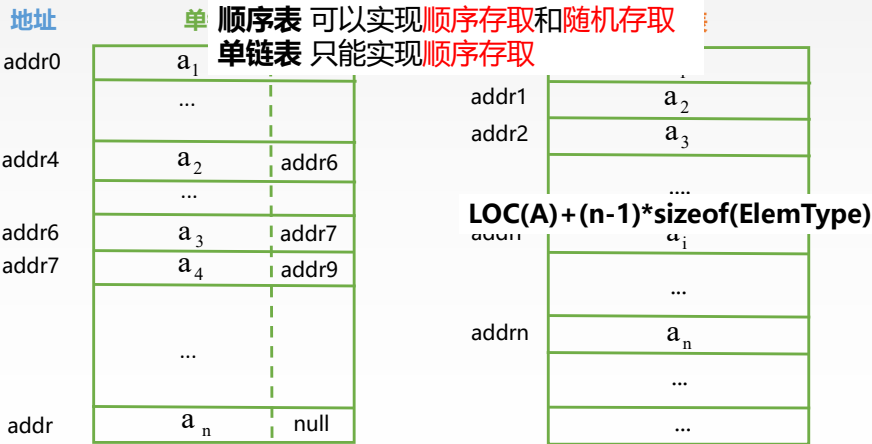 地址 单
顺序表 可以实现顺序存取和随机存取
单链表 只能实现顺序存取
addr0 a1
...
addr4 a2 addr6
...
addr6 a3 addr7
addr7 a4 addr9
...
addr an null
addr1 a2
addr2 a3
....
LOC(A)+(n-1)*sizeof(ElemType)
ai
...
addrn an
...
...